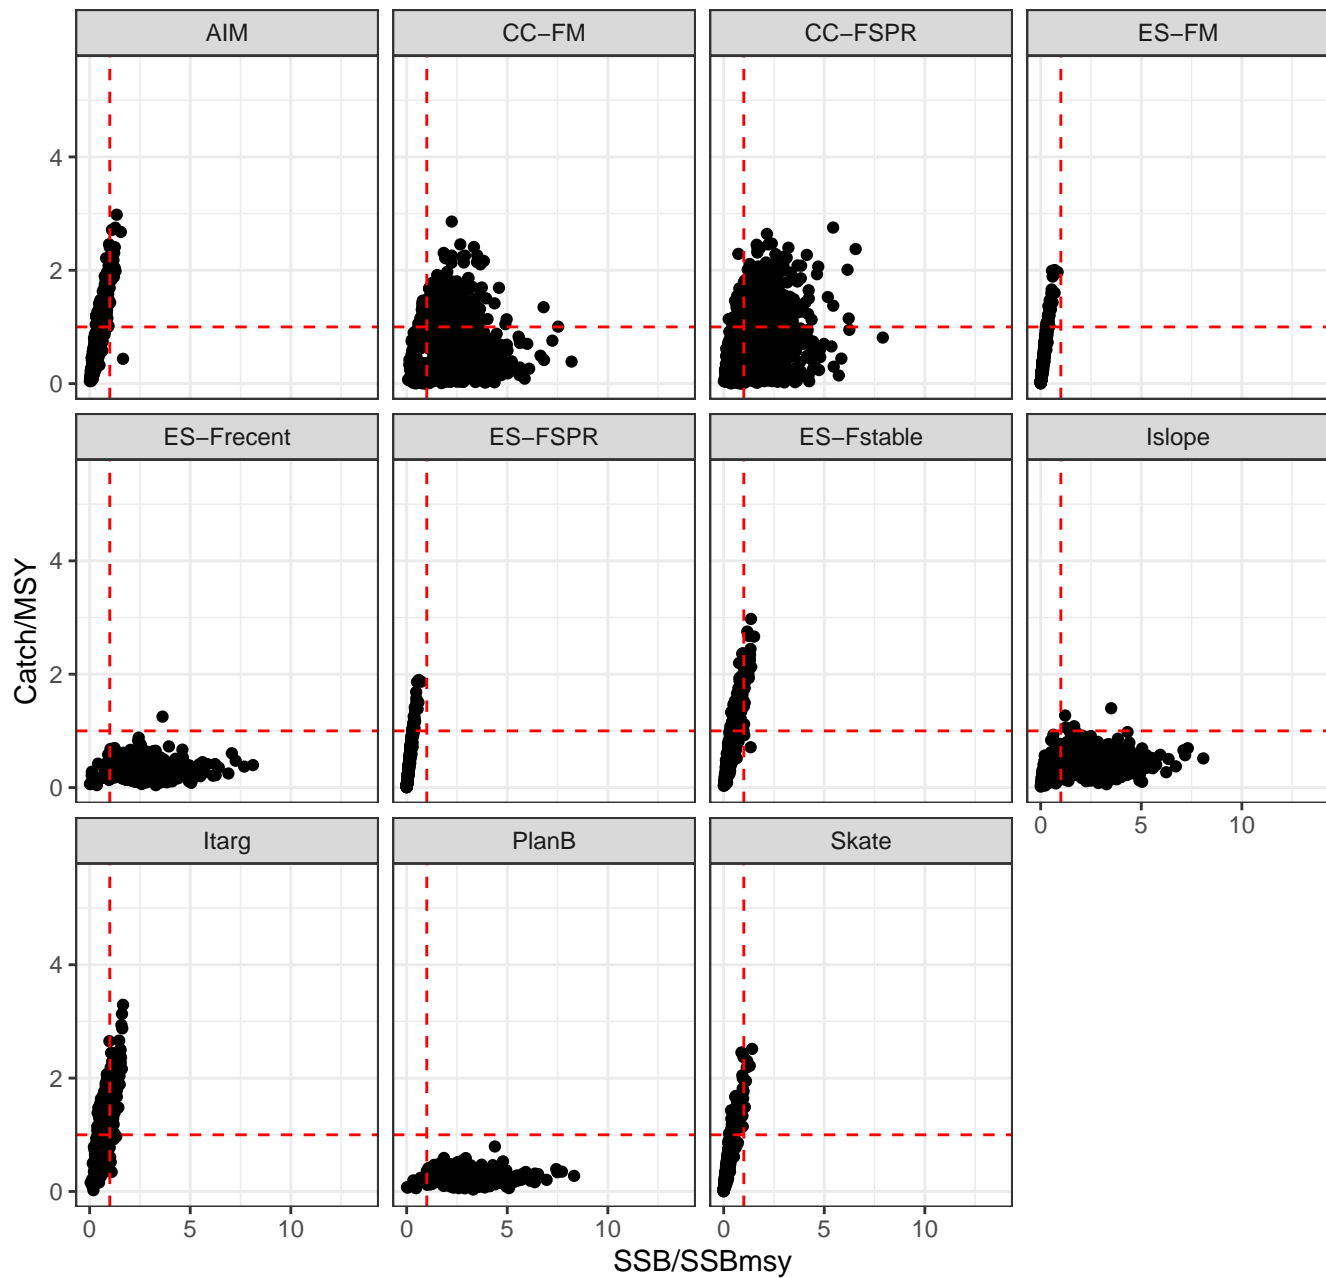 AIM CC−FM CC−FSPR ES−FM
4
2
0
ES−Frecent ES−FSPR ES−Fstable Islope
4
2
0
0 5 10
Itarg PlanB Skate
4
2
0
0 5 10 0 5 10 0 5 10
SSB/SSBmsy
Catch/MSY